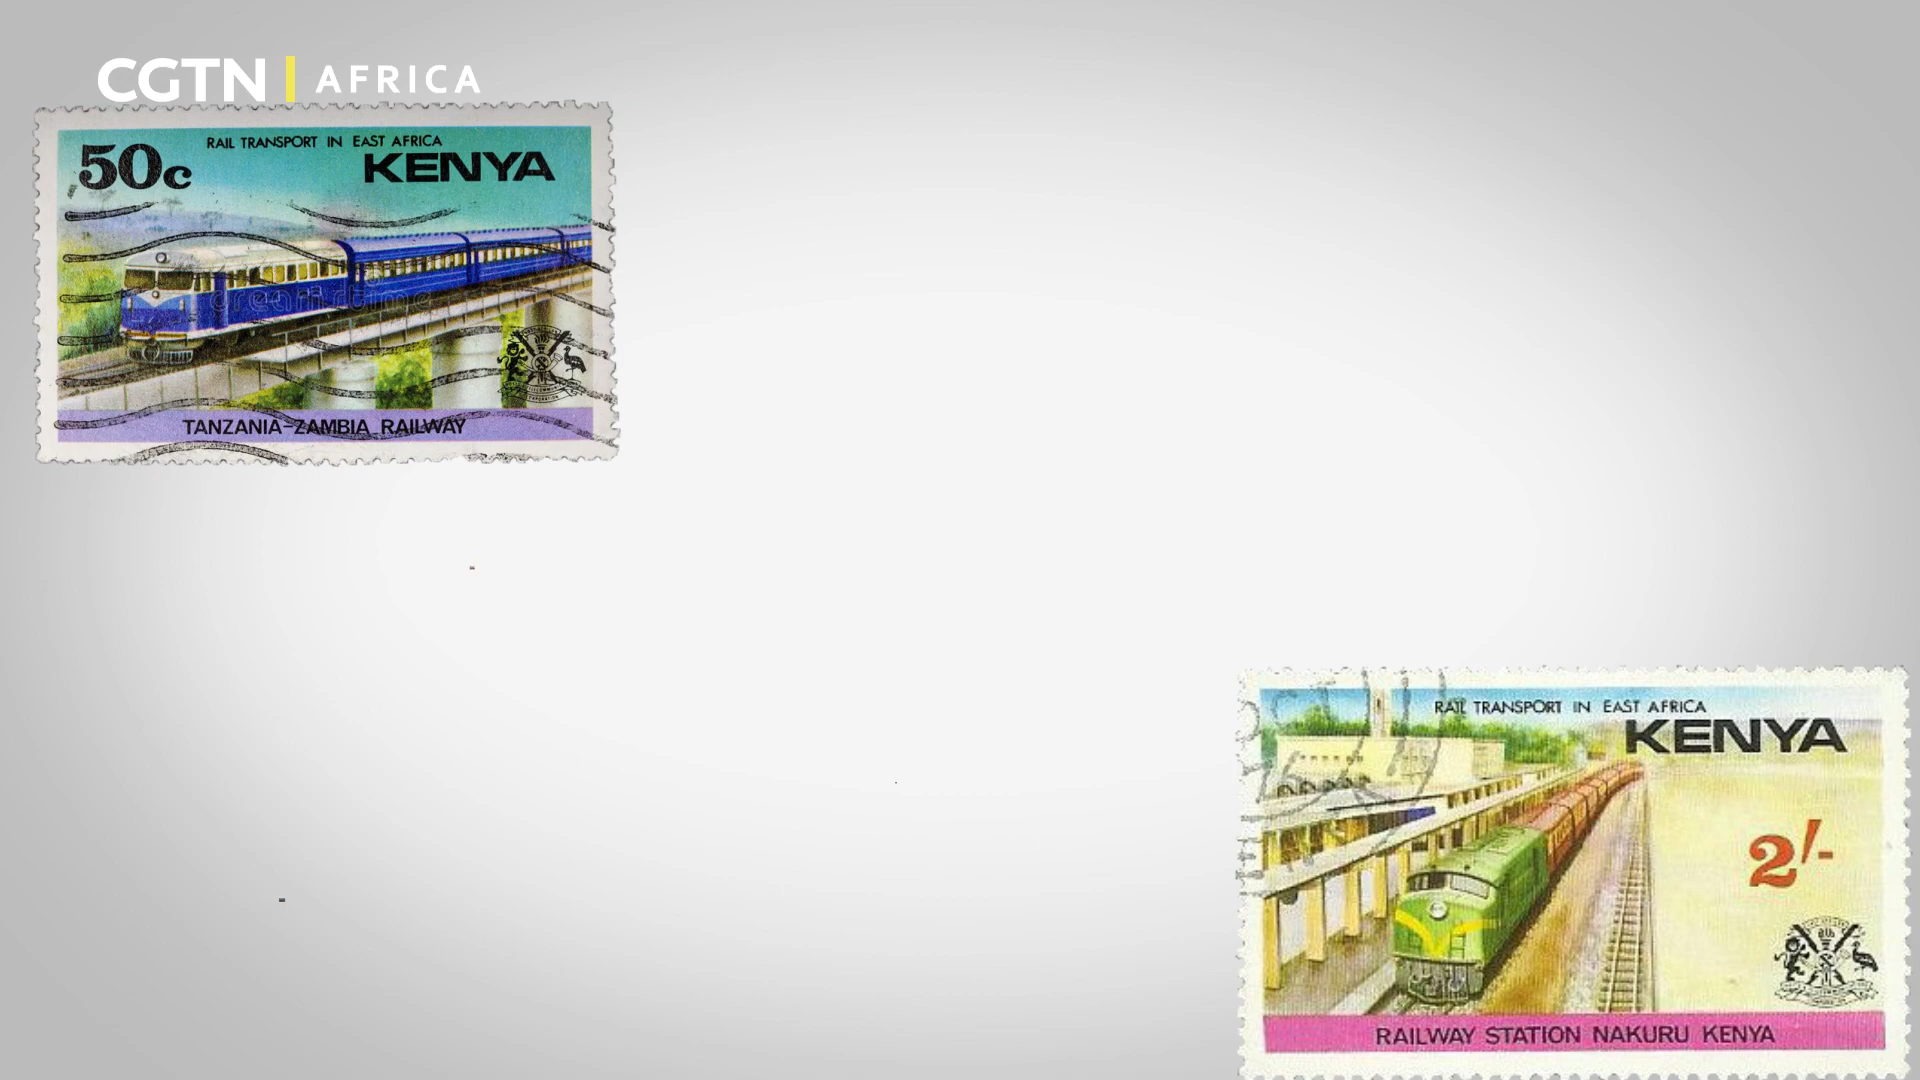 CGTN | AFRICA
RAIL TRANSPORT IN EAST AFRICA
50c
KENYA
dreamstime
TANZANIA-ZAMBIA RAILWAY
RAIL TRANSPORT IN EAST AFRICA
KENYA
2/-
RAILWAY STATION NAKURU KENYA